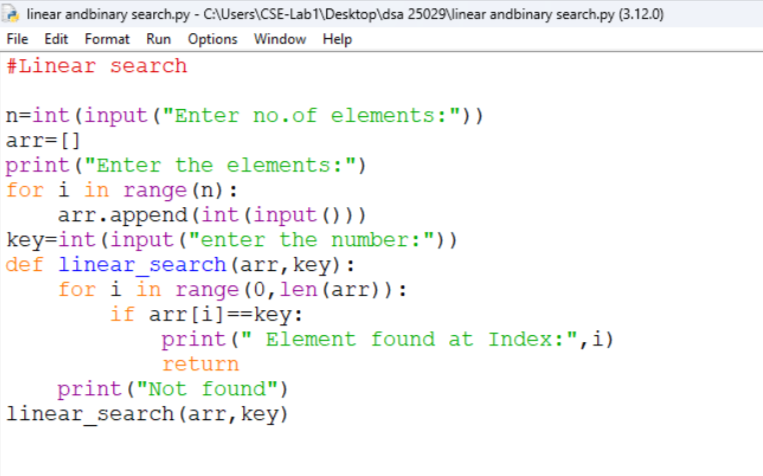 linear andbinary search.py - C:\Users\CSE-Lab1\Desktop\dsa 25029\linear andbinary search.py (3.12.0)
File Edit Format Run Options Window Help
#Linear search

n=int(input("Enter no.of elements:"))
arr=[]
print("Enter the elements:")
for i in range(n):
    arr.append(int(input()))
key=int(input("enter the number:"))
def linear_search(arr,key):
    for i in range(0,len(arr)):
        if arr[i]==key:
            print(" Element found at Index:",i)
            return
    print("Not found")
linear_search(arr,key)